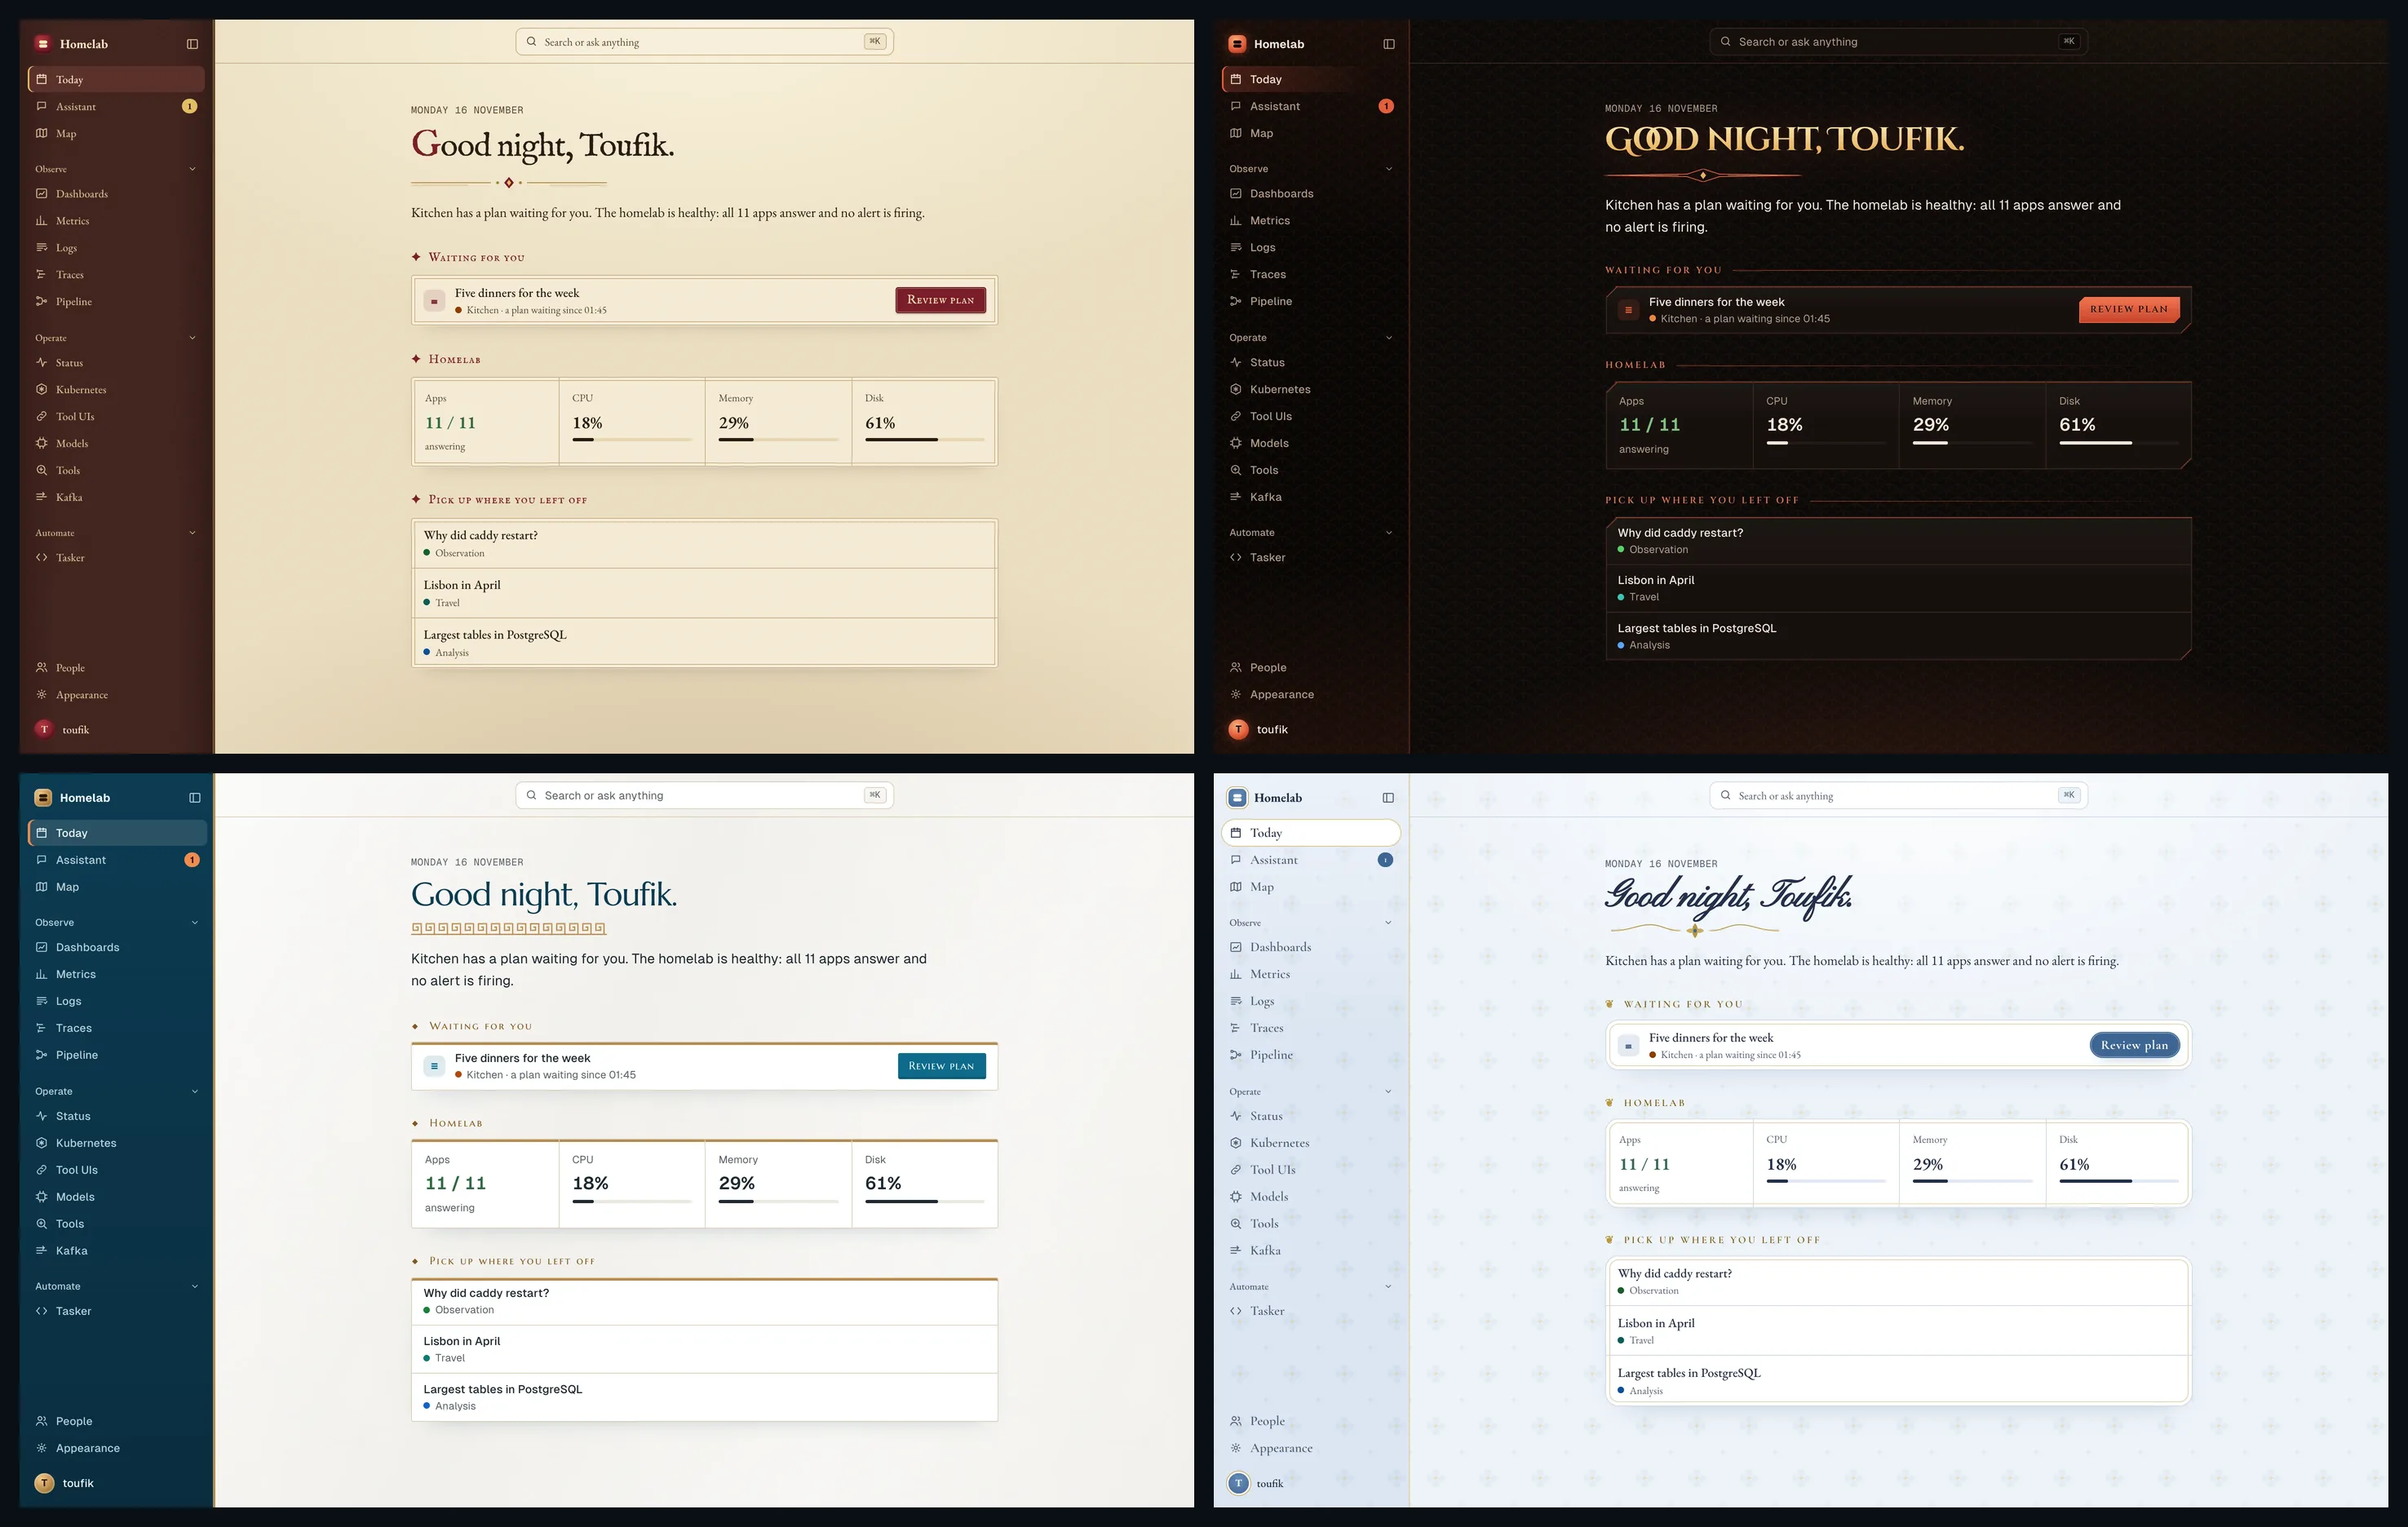 Homelab
Today
Assistant 1
Map
Observe
Dashboards
Metrics
Logs
Traces
Pipeline
Operate
Status
Kubernetes
Tool UIs
Models
Tools
Kafka
Automate
Tasker
People
Appearance
T toufik
Search or ask anything ⌘K
MONDAY 16 NOVEMBER
Good night, Toufik.
Kitchen has a plan waiting for you. The homelab is healthy: all 11 apps answer and no alert is firing.
Waiting for you
Five dinners for the week
Kitchen · a plan waiting since 01:45
Review plan
Homelab
Apps CPU Memory Disk
11 / 11 18% 29% 61%
answering
Pick up where you left off
Why did caddy restart?
Observation
Lisbon in April
Travel
Largest tables in PostgreSQL
Analysis
Homelab
Today
Assistant 1
Map
Observe
Dashboards
Metrics
Logs
Traces
Pipeline
Operate
Status
Kubernetes
Tool UIs
Models
Tools
Kafka
Automate
Tasker
People
Appearance
T toufik
Search or ask anything ⌘K
MONDAY 16 NOVEMBER
GOOD NIGHT, TOUFIK.
Kitchen has a plan waiting for you. The homelab is healthy: all 11 apps answer and
no alert is firing.
WAITING FOR YOU
Five dinners for the week
Kitchen · a plan waiting since 01:45
REVIEW PLAN
HOMELAB
Apps CPU Memory Disk
11 / 11 18% 29% 61%
answering
PICK UP WHERE YOU LEFT OFF
Why did caddy restart?
Observation
Lisbon in April
Travel
Largest tables in PostgreSQL
Analysis
Homelab
Today
Assistant 1
Map
Observe
Dashboards
Metrics
Logs
Traces
Pipeline
Operate
Status
Kubernetes
Tool UIs
Models
Tools
Kafka
Automate
Tasker
People
Appearance
T toufik
Search or ask anything ⌘K
MONDAY 16 NOVEMBER
Good night, Toufik.
Kitchen has a plan waiting for you. The homelab is healthy: all 11 apps answer and
no alert is firing.
Waiting for you
Five dinners for the week
Kitchen · a plan waiting since 01:45
Review plan
Homelab
Apps CPU Memory Disk
11 / 11 18% 29% 61%
answering
Pick up where you left off
Why did caddy restart?
Observation
Lisbon in April
Travel
Largest tables in PostgreSQL
Analysis
Homelab
Today
Assistant 1
Map
Observe
Dashboards
Metrics
Logs
Traces
Pipeline
Operate
Status
Kubernetes
Tool UIs
Models
Tools
Kafka
Automate
Tasker
People
Appearance
T toufik
Search or ask anything ⌘K
MONDAY 16 NOVEMBER
Good night, Toufik.
Kitchen has a plan waiting for you. The homelab is healthy: all 11 apps answer and no alert is firing.
WAITING FOR YOU
Five dinners for the week
Kitchen · a plan waiting since 01:45
Review plan
HOMELAB
Apps CPU Memory Disk
11 / 11 18% 29% 61%
answering
PICK UP WHERE YOU LEFT OFF
Why did caddy restart?
Observation
Lisbon in April
Travel
Largest tables in PostgreSQL
Analysis